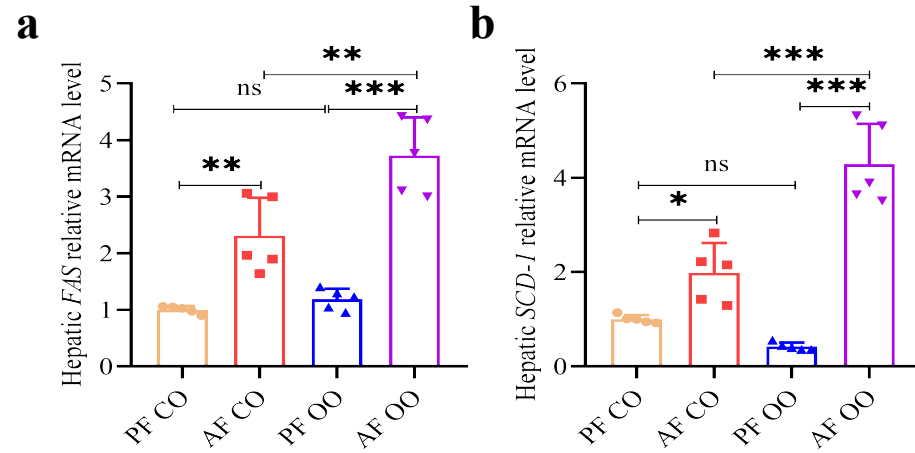 a
Hepatic FAS relative mRNA level
5
4
3
2
1
0
**
ns
***
**
PF CO
AF CO
PF OO
AF OO
b
Hepatic SCD-1 relative mRNA level
6
4
2
0
***
***
ns
*
PF CO
AF CO
PF OO
AF OO